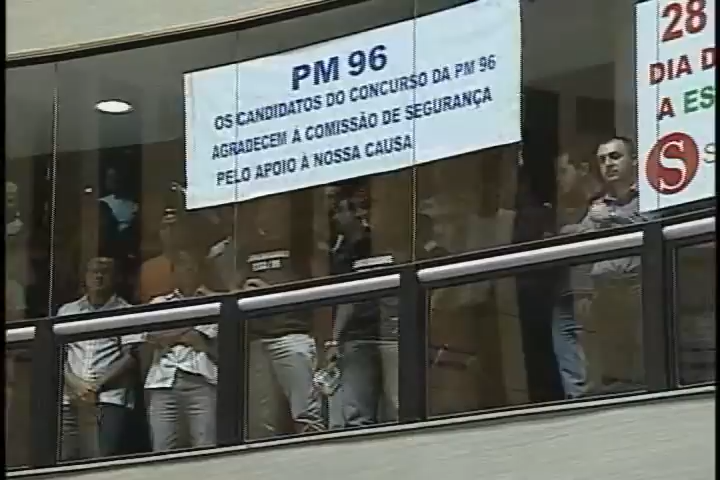 PM 96
OS CANDIDATOS DO CONCURSO DA PM 96
AGRADECEM À COMISSÃO DE SEGURANÇA
PELO APOIO À NOSSA CAUSA
28
DIA D
A ES
S